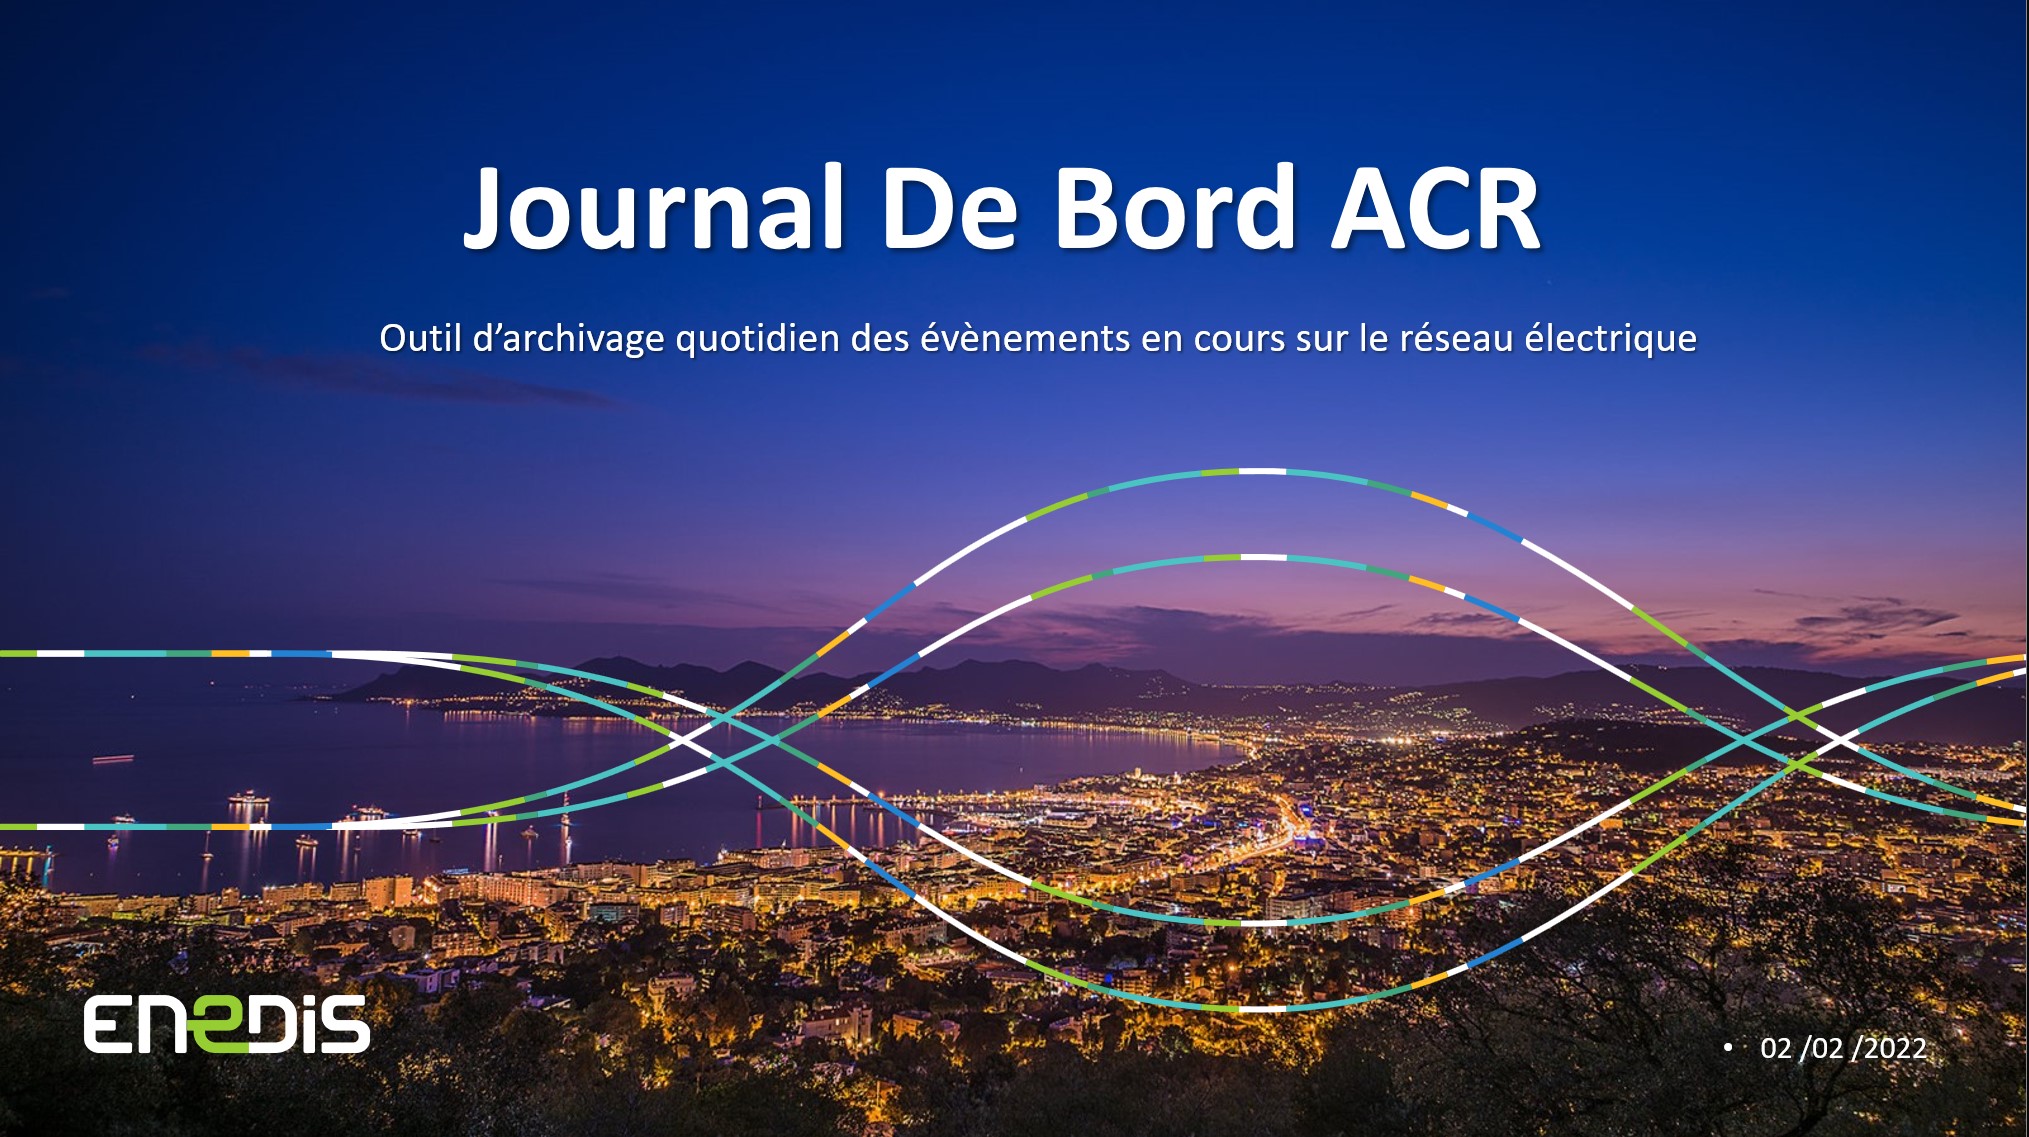 Journal De Bord ACR
Outil d’archivage quotidien des évènements en cours sur le réseau électrique
ENEDIS
• 02 /02 /2022